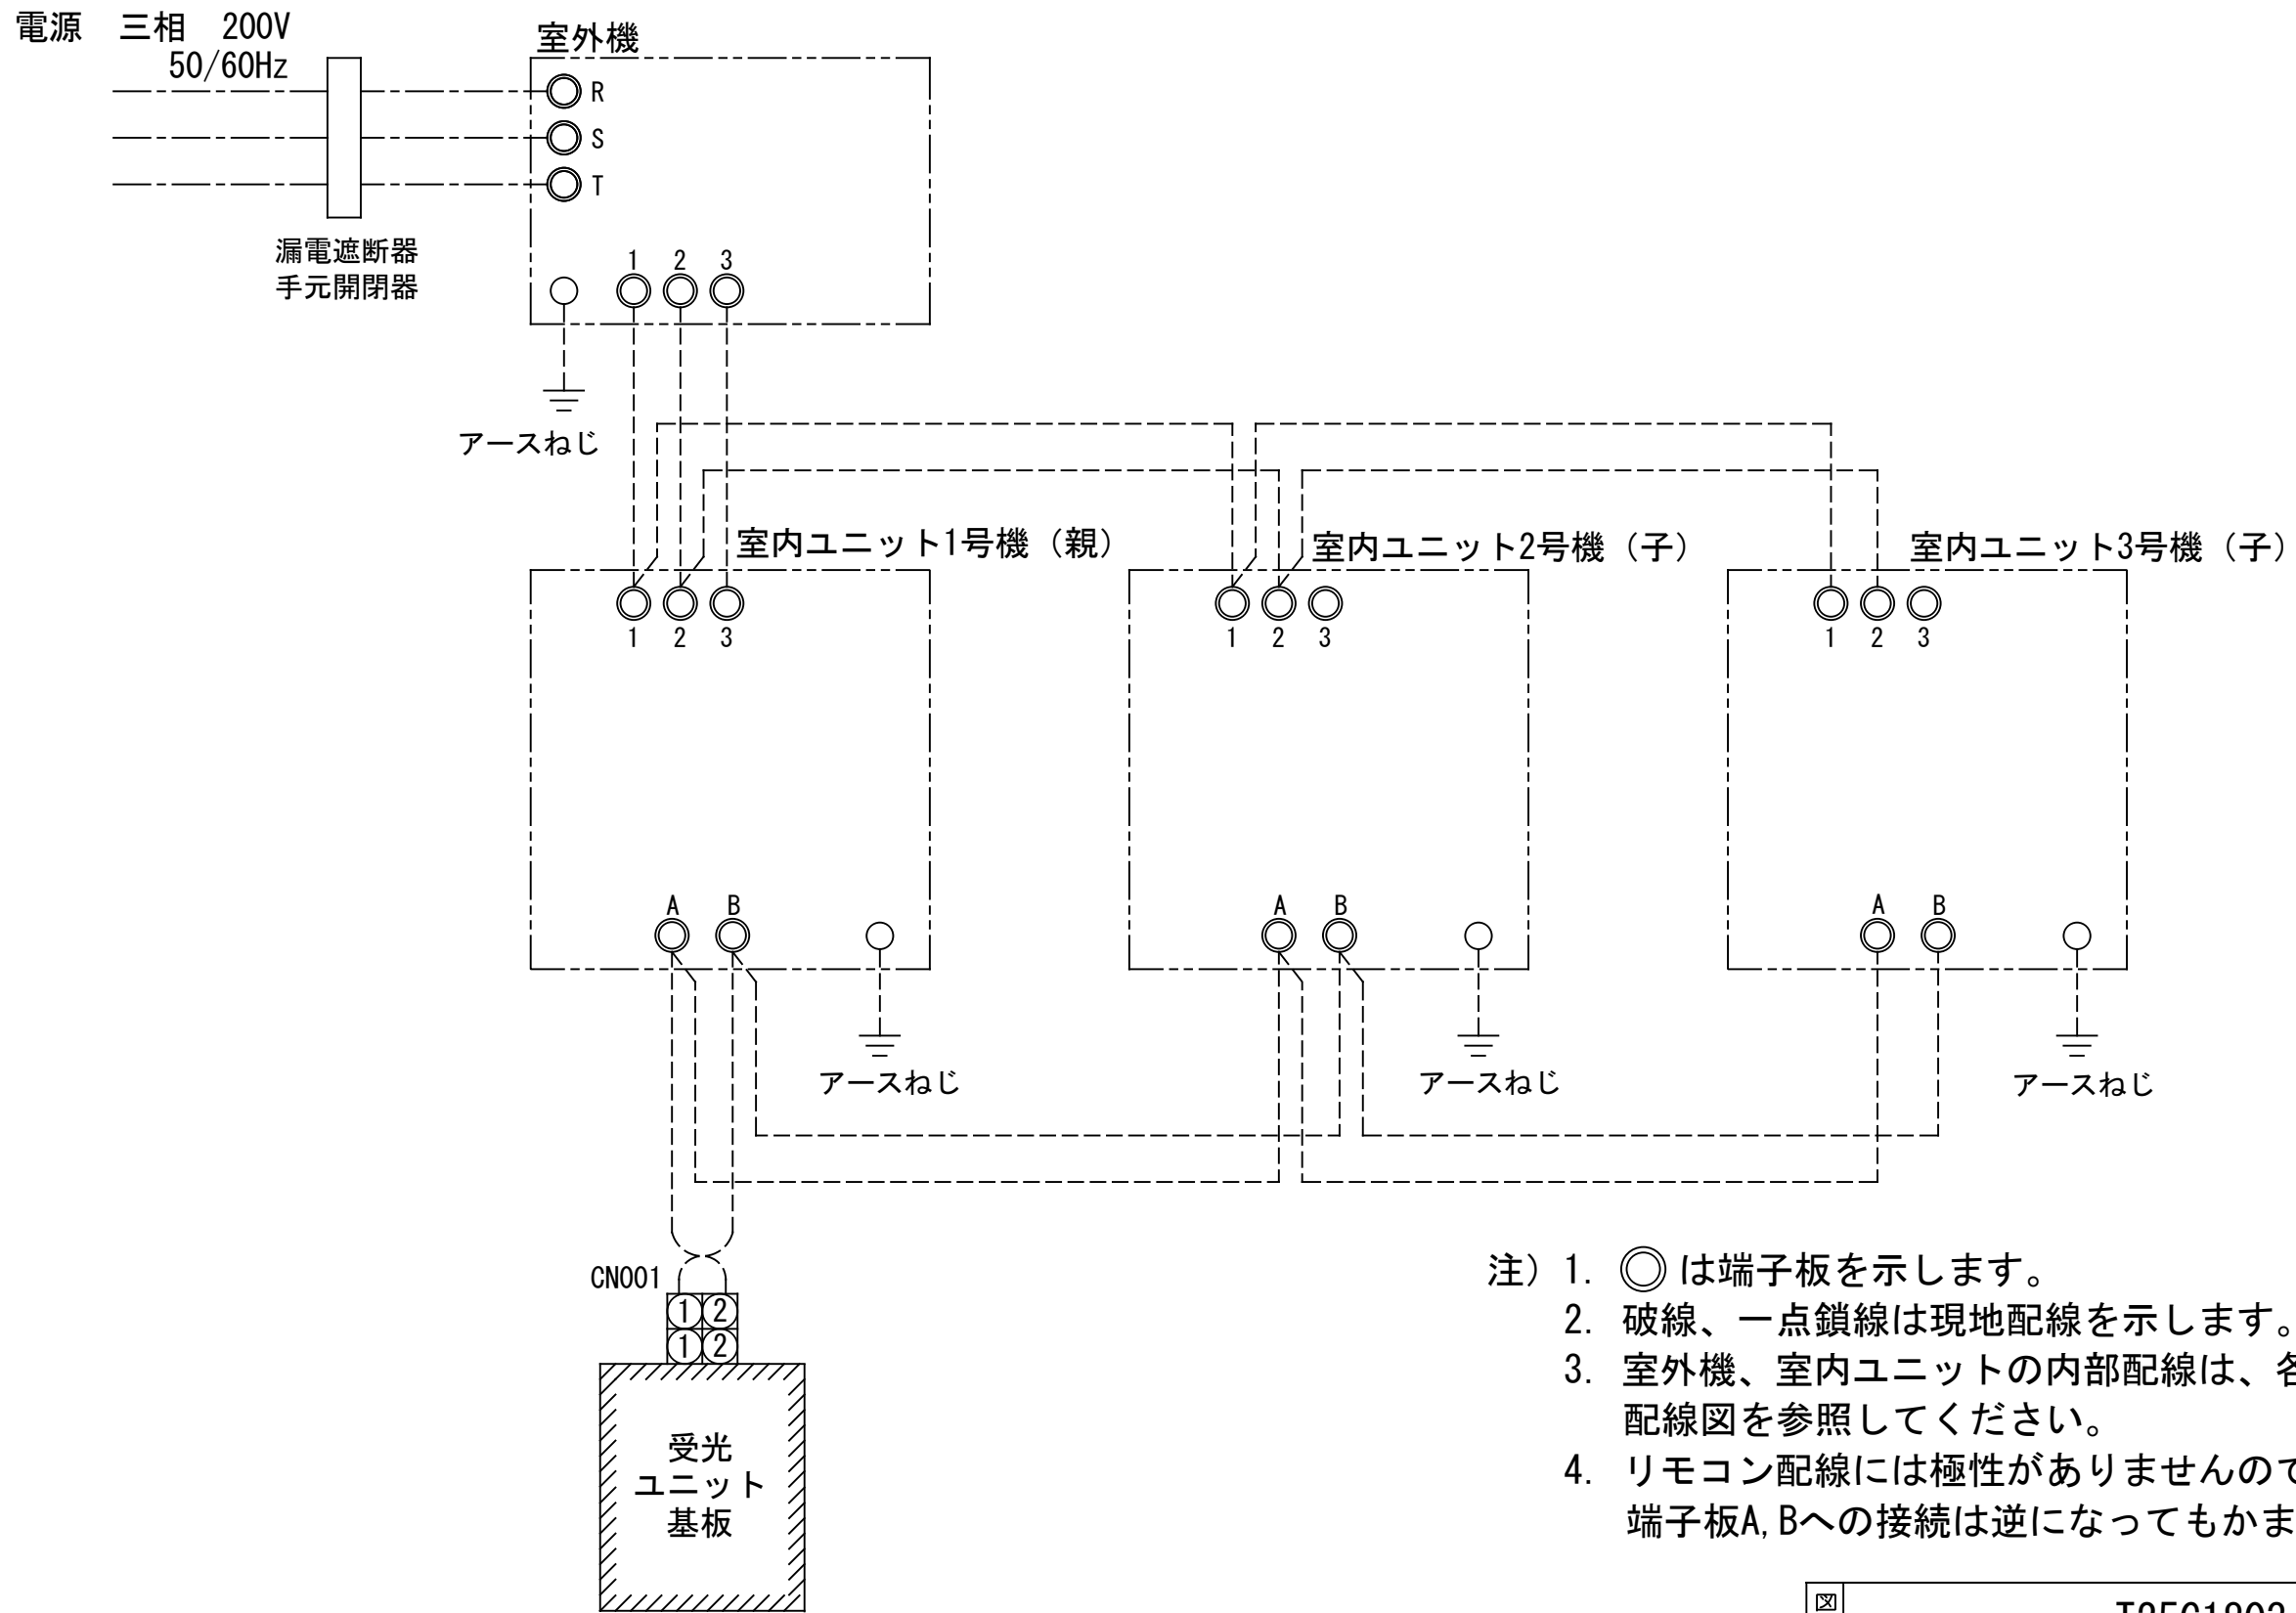 電源　三相　200V
50/60Hz
室外機
R
S
T
漏電遮断器
手元開閉器
1 2 3
アースねじ
室内ユニット1号機（親）
室内ユニット2号機（子）
室内ユニット3号機（子）
1 2 3
1 2 3
1 2 3
A B
A B
A B
アースねじ
アースねじ
アースねじ
CN001
1 2
1 2
受光
ユニット
基板
注）1. ◎は端子板を示します。
2. 破線、一点鎖線は現地配線を示します。
3. 室外機、室内ユニットの内部配線は、各
配線図を参照してください。
4. リモコン配線には極性がありませんので
端子板A,Bへの接続は逆になってもかま
図